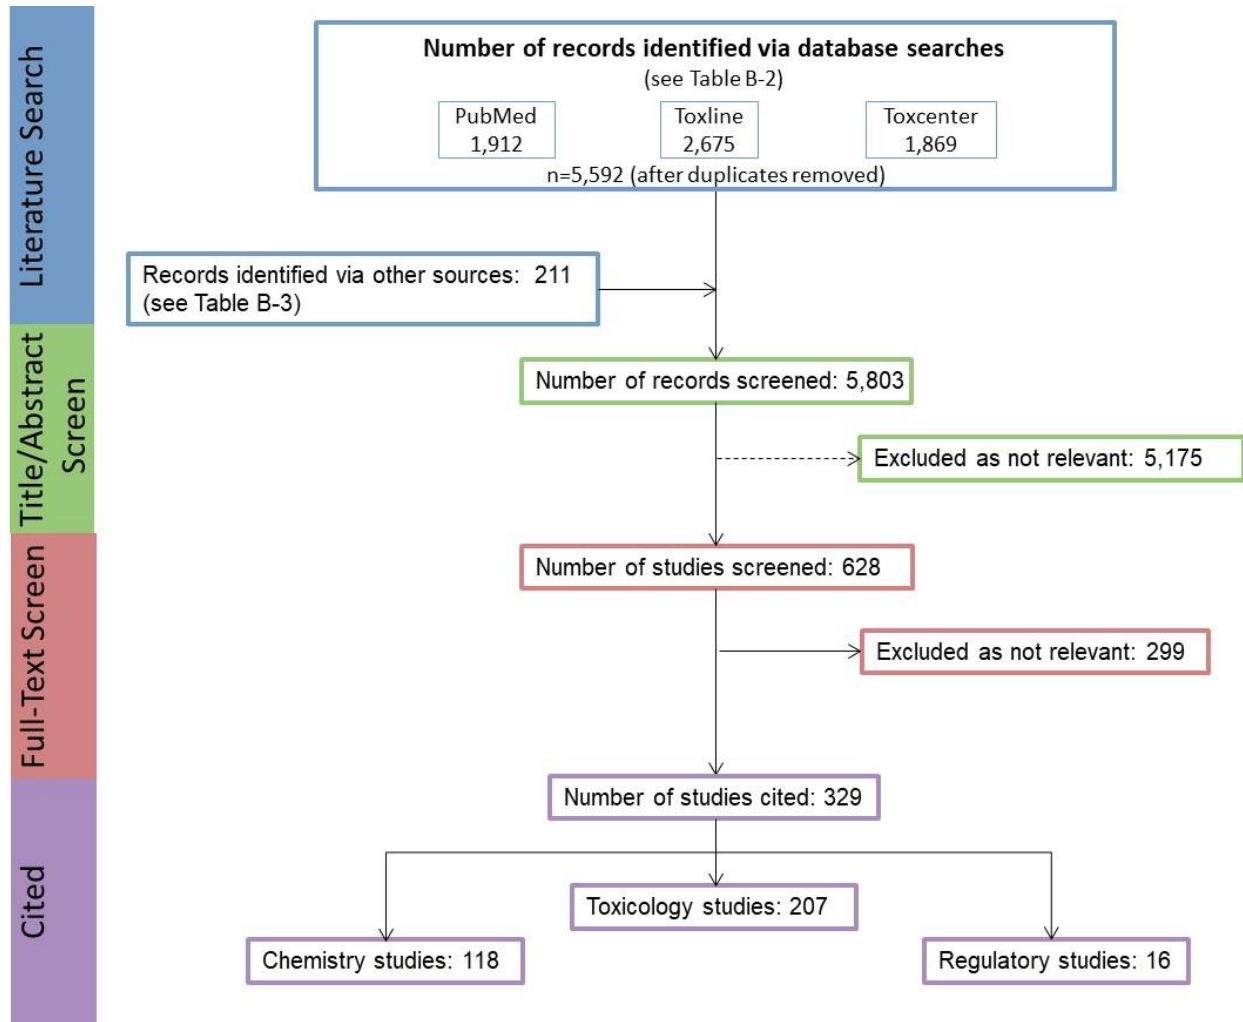 Literature Search
Number of records identified via database searches
(see Table B-2)
PubMed
1,912
Toxline
2,675
Toxcenter
1,869
n=5,592 (after duplicates removed)
Records identified via other sources: 211
(see Table B-3)
Title/Abstract
Screen
Number of records screened: 5,803
Excluded as not relevant: 5,175
Full-Text Screen
Number of studies screened: 628
Excluded as not relevant: 299
Cited
Number of studies cited: 329
Toxicology studies: 207
Chemistry studies: 118
Regulatory studies: 16